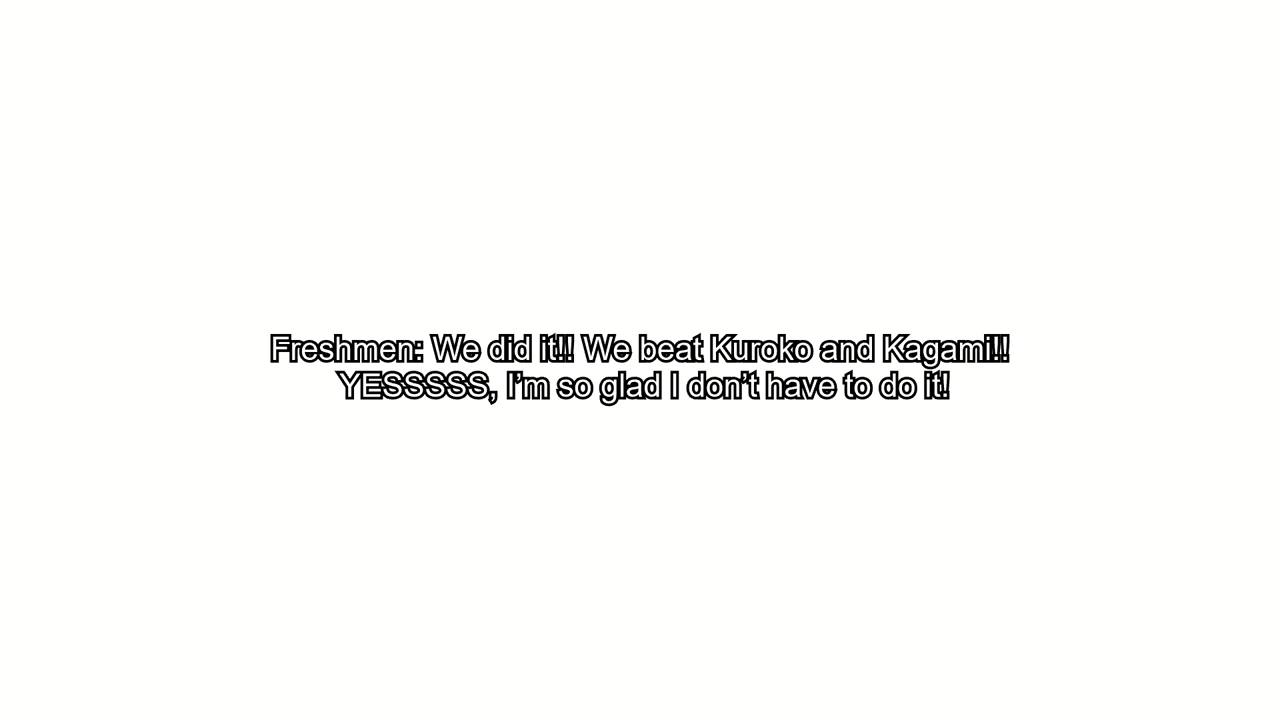 Freshmen: We did it!! We beat Kuroko and Kagami!!
YESSSSS, I'm so glad I don't have to do it!